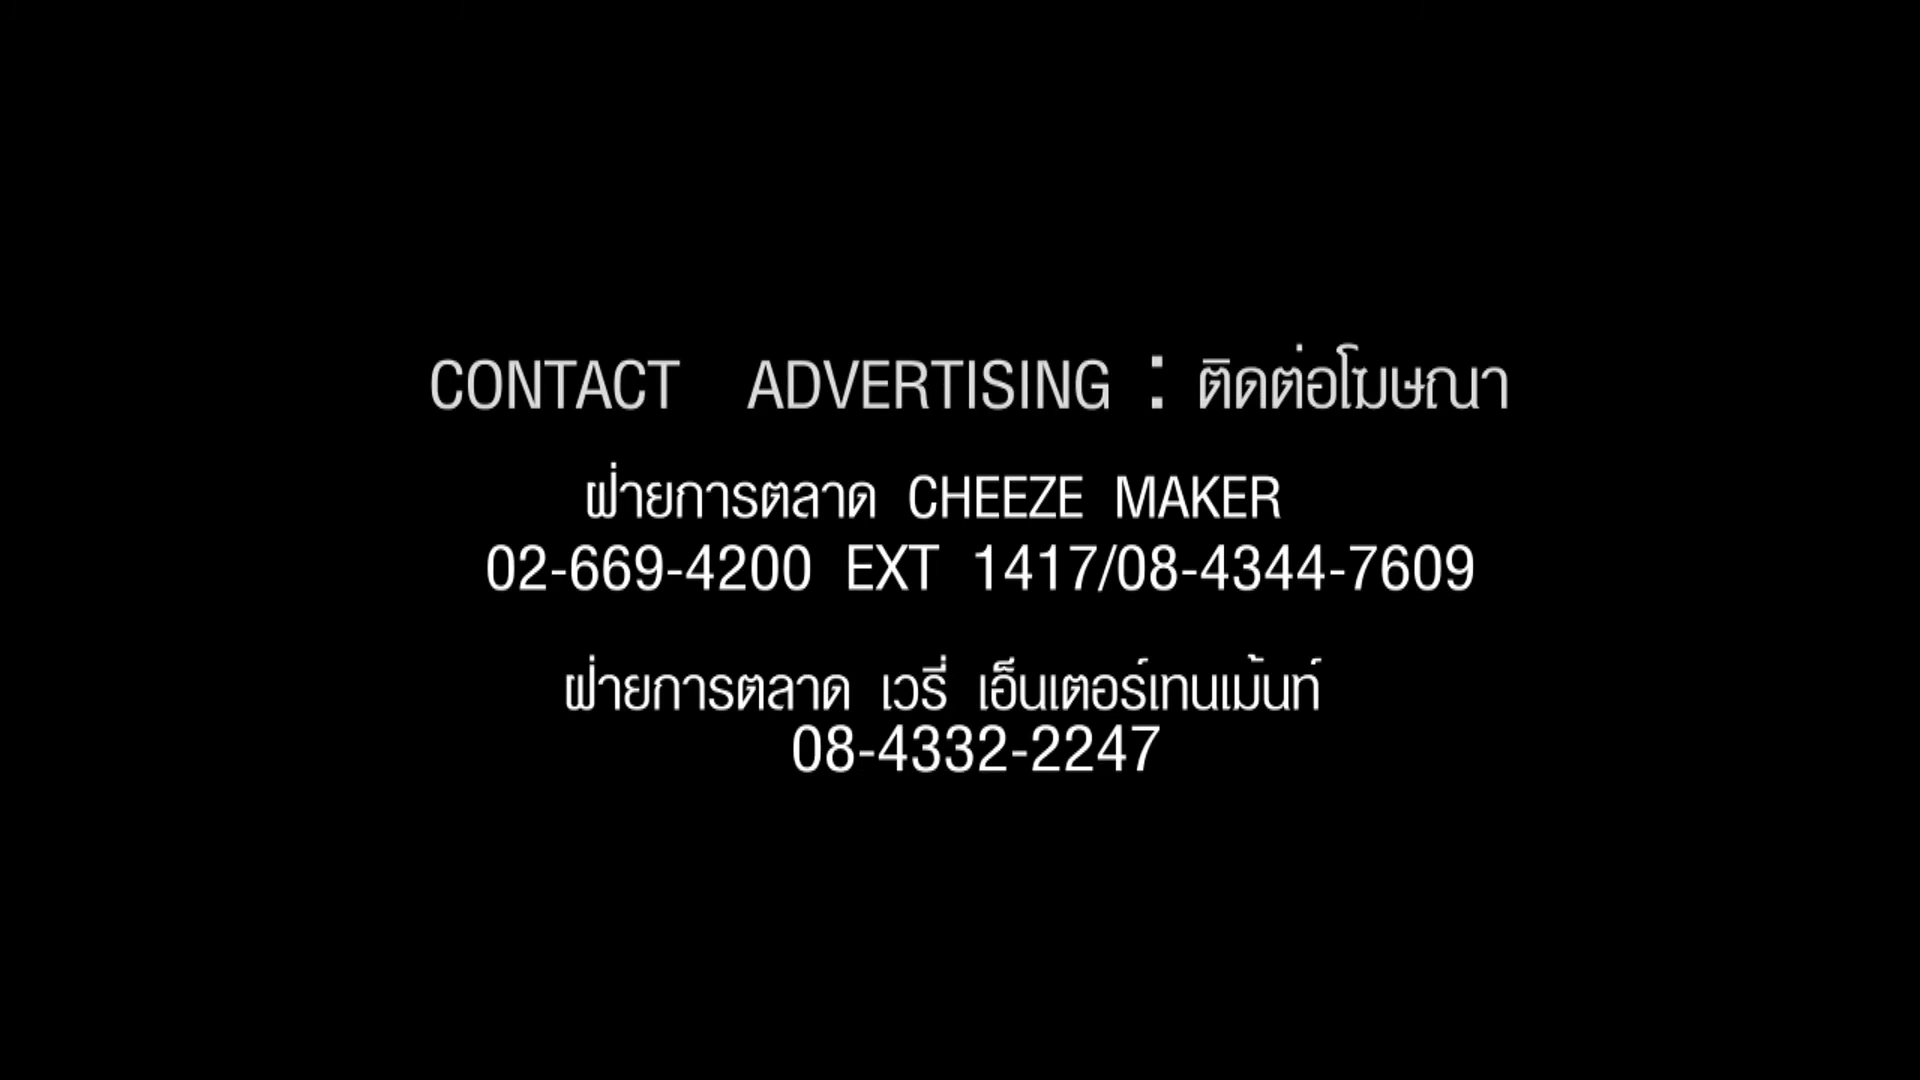 CONTACT ADVERTISING : ติดต่อโฆษณา
ฝ่ายการตลาด CHEEZE MAKER
02-669-4200 EXT 1417/08-4344-7609
ฝ่ายการตลาด เวรี่ เอ็นเตอร์เทนเม้นท์
08-4332-2247